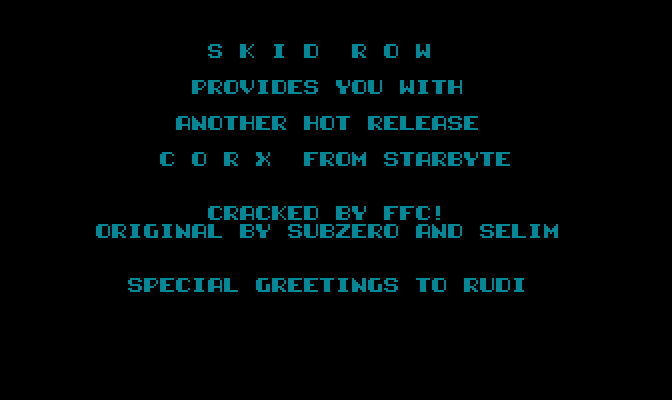 S K I D  R O W
PROVIDES YOU WITH
ANOTHER HOT RELEASE
C O R X  FROM STARBYTE
CRACKED BY FFC!
ORIGINAL BY SUBZERO AND SELIM
SPECIAL GREETINGS TO RUDI